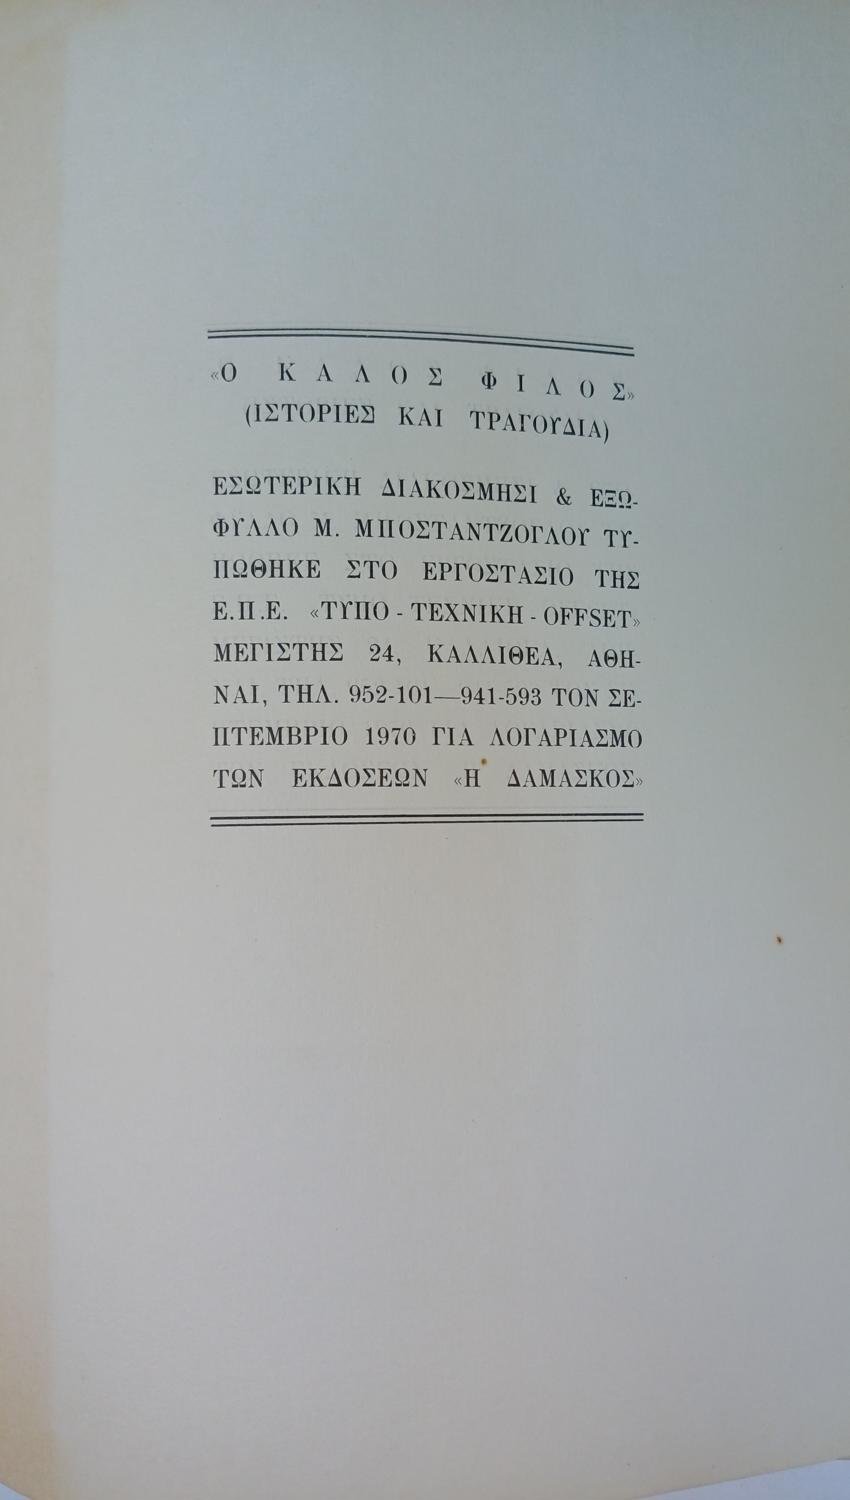 «Ο ΚΑΛΟΣ ΦΙΛΟΣ»
(ΙΣΤΟΡΙΕΣ ΚΑΙ ΤΡΑΓΟΥΔΙΑ)
ΕΣΩΤΕΡΙΚΗ ΔΙΑΚΟΣΜΗΣΙ & ΕΞΩ-
ΦΥΛΛΟ Μ. ΜΠΟΣΤΑΝΤΖΟΓΛΟΥ ΤΥ-
ΠΩΘΗΚΕ ΣΤΟ ΕΡΓΟΣΤΑΣΙΟ ΤΗΣ
Ε.Π.Ε. «ΤΥΠΟ - ΤΕΧΝΙΚΗ - OFFSET»
ΜΕΓΙΣΤΗΣ 24, ΚΑΛΛΙΘΕΑ, ΑΘΗ-
ΝΑΙ, ΤΗΛ. 952-101—941-593 ΤΟΝ ΣΕ-
ΠΤΕΜΒΡΙΟ 1970 ΓΙΑ ΛΟΓΑΡΙΑΣΜΟ
ΤΩΝ ΕΚΔΟΣΕΩΝ «Η ΔΑΜΑΣΚΟΣ»